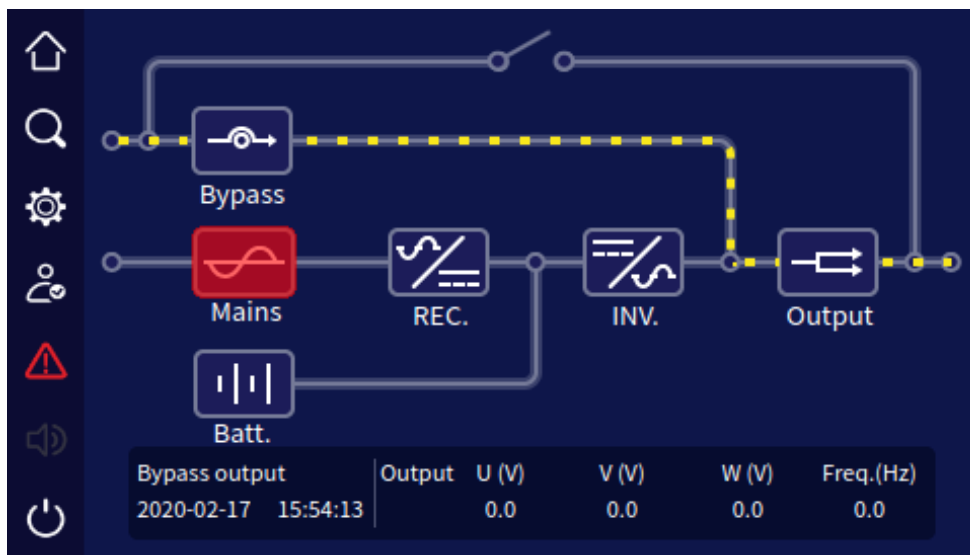 Bypass
Mains
REC.
INV.
Output
Batt.
Bypass output Output U (V) V (V) W (V) Freq.(Hz)
2020-02-17 15:54:13 0.0 0.0 0.0 0.0